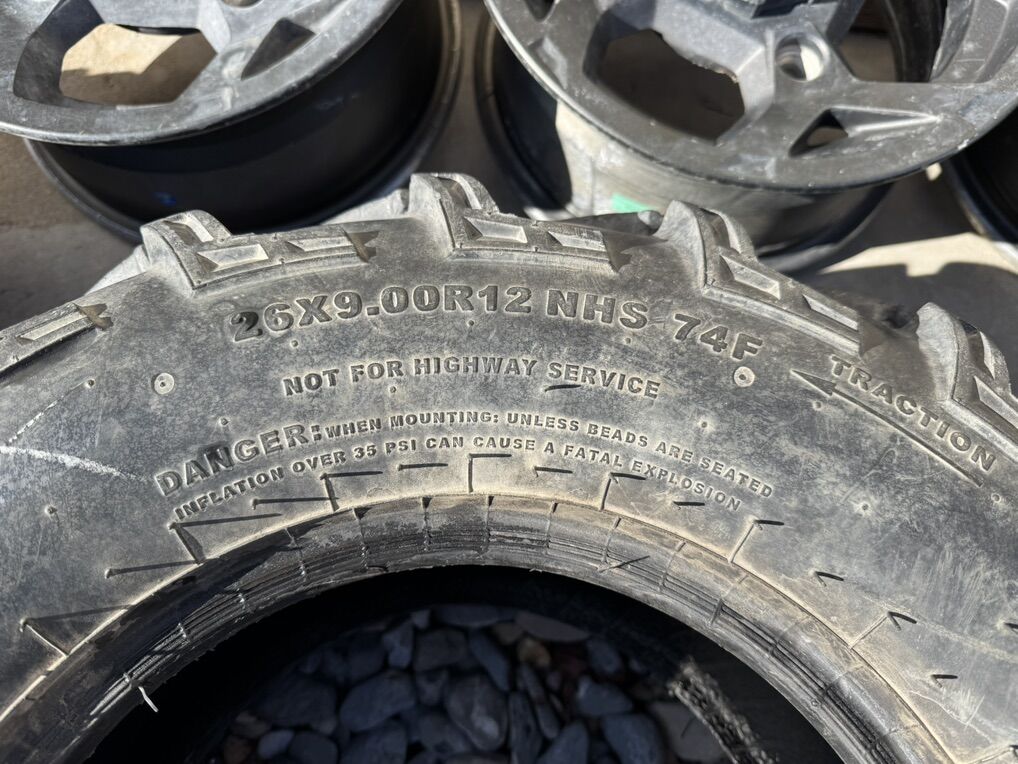 26X9.00R12 NHS 74F
NOT FOR HIGHWAY SERVICE
TRACTION
DANGER: WHEN MOUNTING: UNLESS BEADS ARE SEATED
INFLATION OVER 35 PSI CAN CAUSE A FATAL EXPLOSION